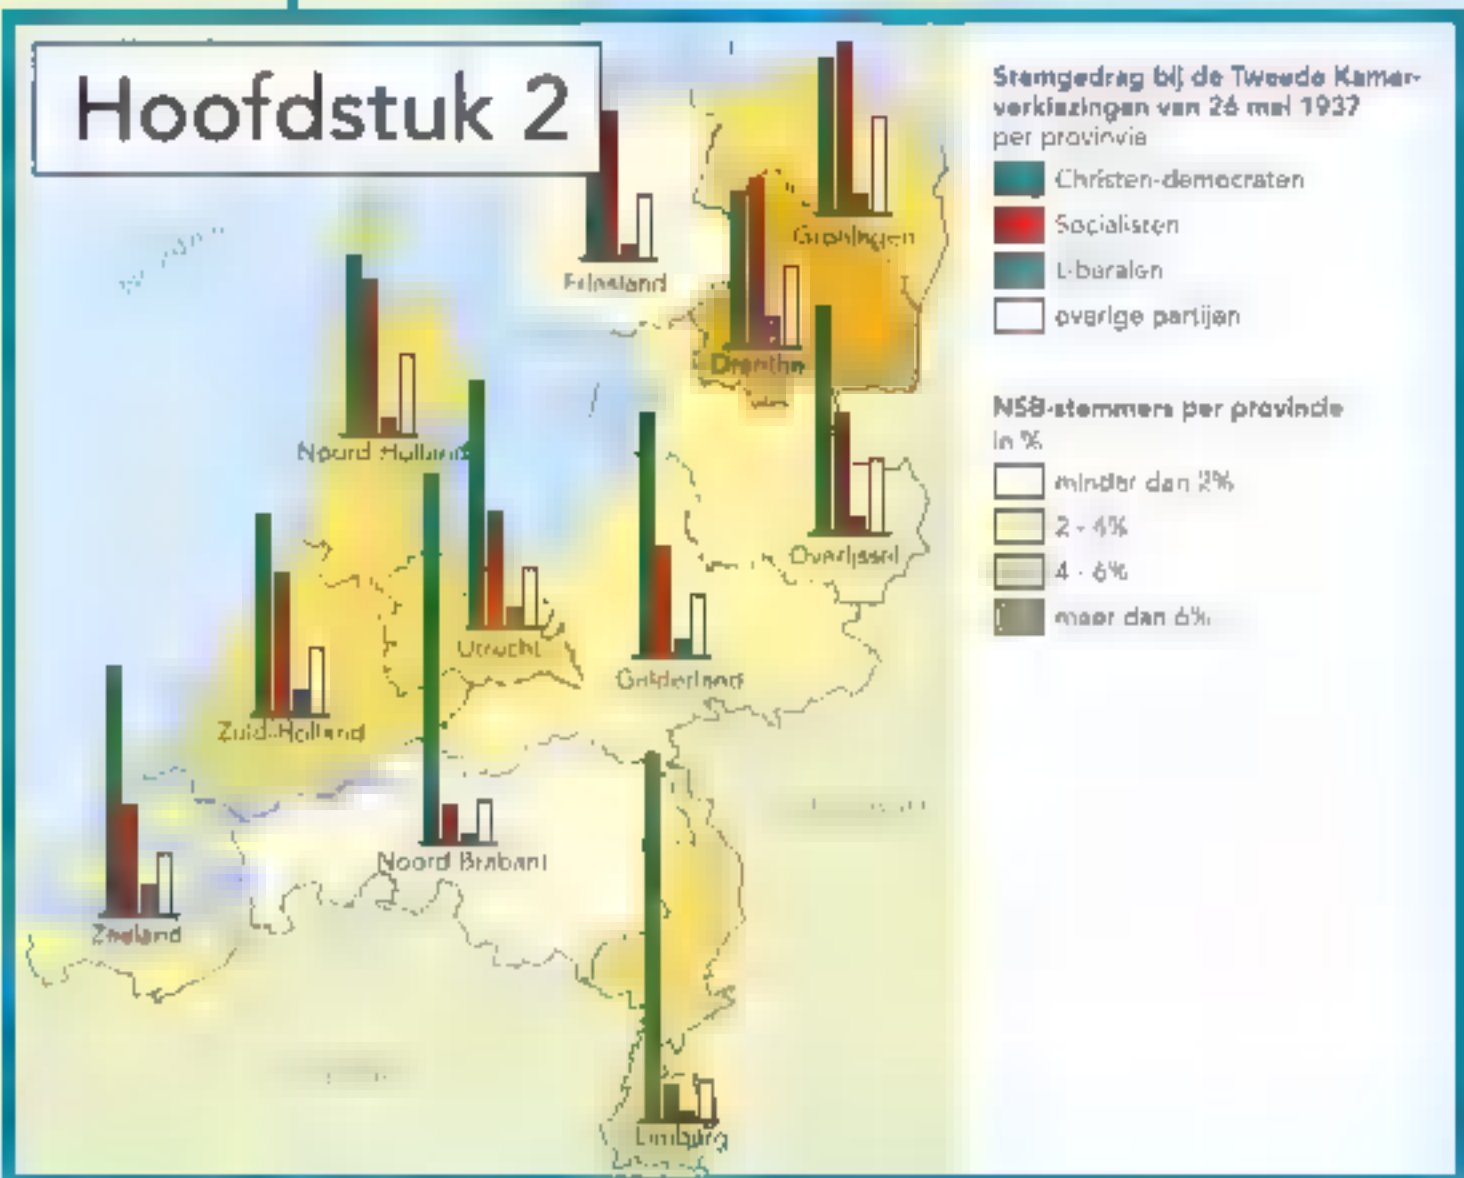 Hoofdstuk 2
Stemgedrag bij de Tweede Kamer-
verkiezingen van 26 mei 1937
per provinvie
Christen-democraten
Socialisten
Liberalen
overige partijen
NSB-stemmers per provincie
in %
minder dan 2%
2 - 4%
4 - 6%
meer dan 6%
Groningen
Friesland
Drenthe
Noord Holland
Overijssel
Utrecht
Gelderland
Zuid-Holland
Noord Brabant
Zeeland
Limburg